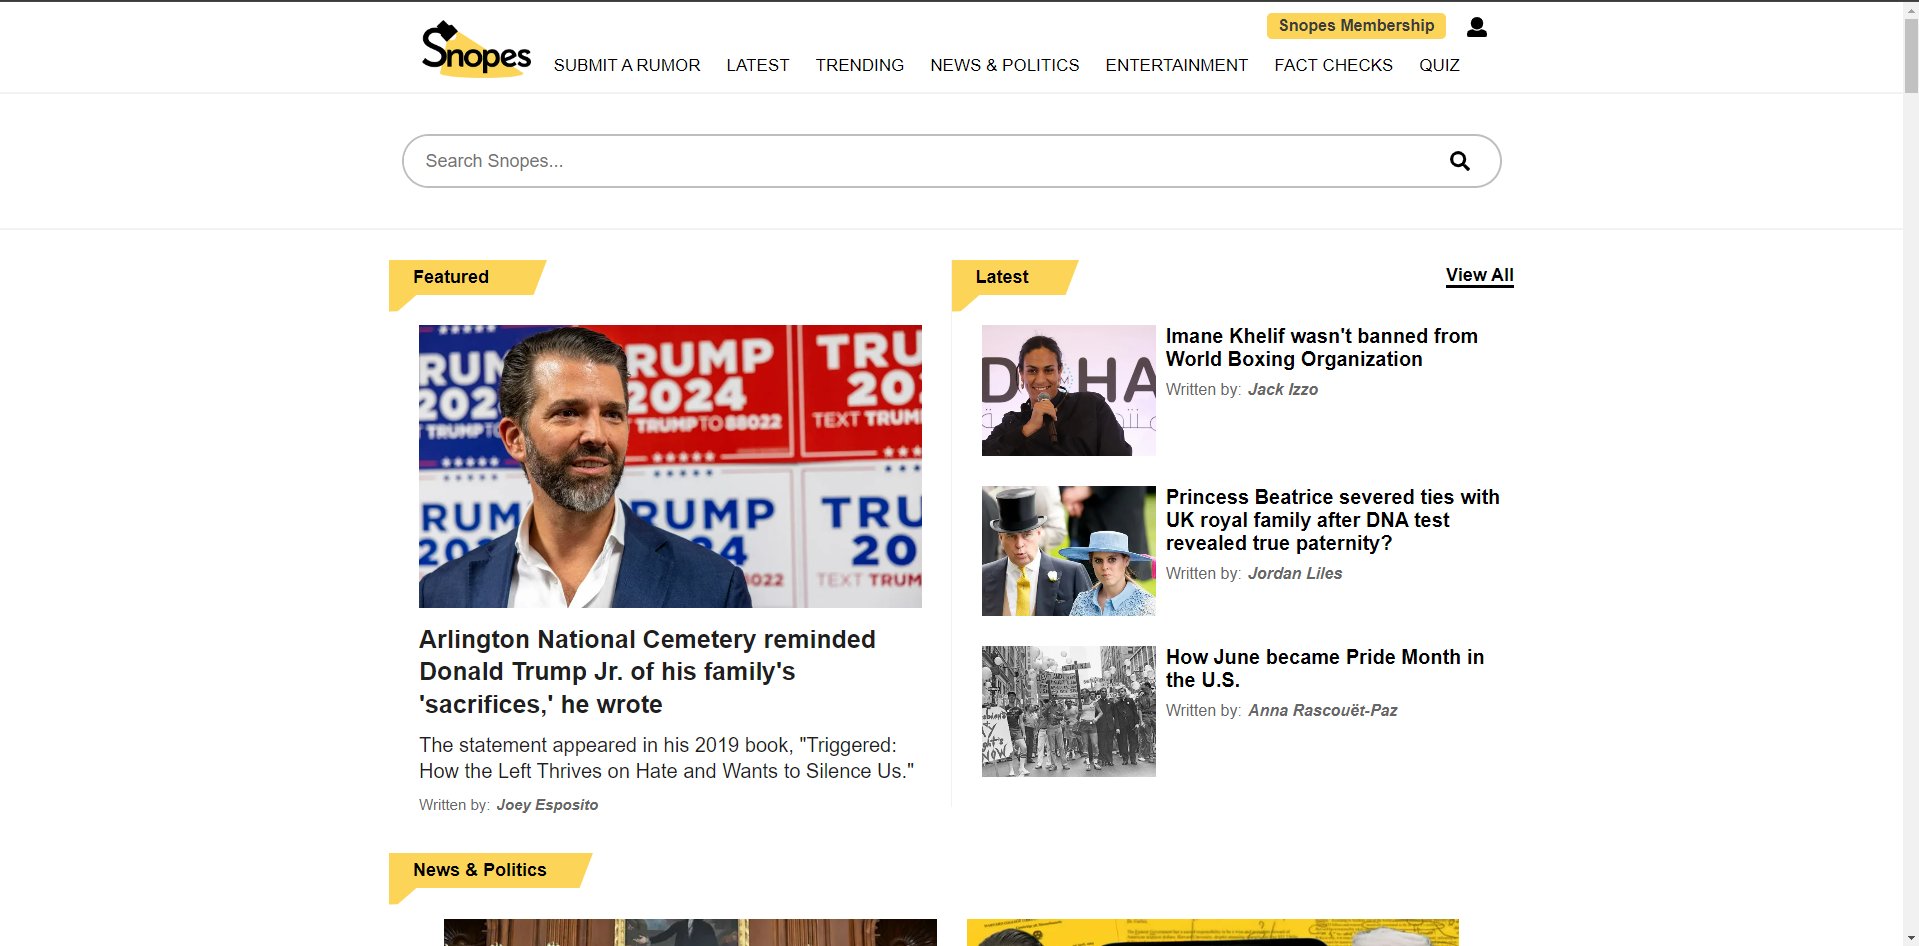 Snopes Membership
Snopes
SUBMIT A RUMOR LATEST TRENDING NEWS & POLITICS ENTERTAINMENT FACT CHECKS QUIZ
Search Snopes...
Featured
TRUMP
2024
TEXT TRUMP TO 88022
Arlington National Cemetery reminded
Donald Trump Jr. of his family's
'sacrifices,' he wrote
The statement appeared in his 2019 book, "Triggered:
How the Left Thrives on Hate and Wants to Silence Us."
Written by: Joey Esposito
Latest
View All
Imane Khelif wasn't banned from
World Boxing Organization
Written by: Jack Izzo
Princess Beatrice severed ties with
UK royal family after DNA test
revealed true paternity?
Written by: Jordan Liles
How June became Pride Month in
the U.S.
Written by: Anna Rascouët-Paz
News & Politics